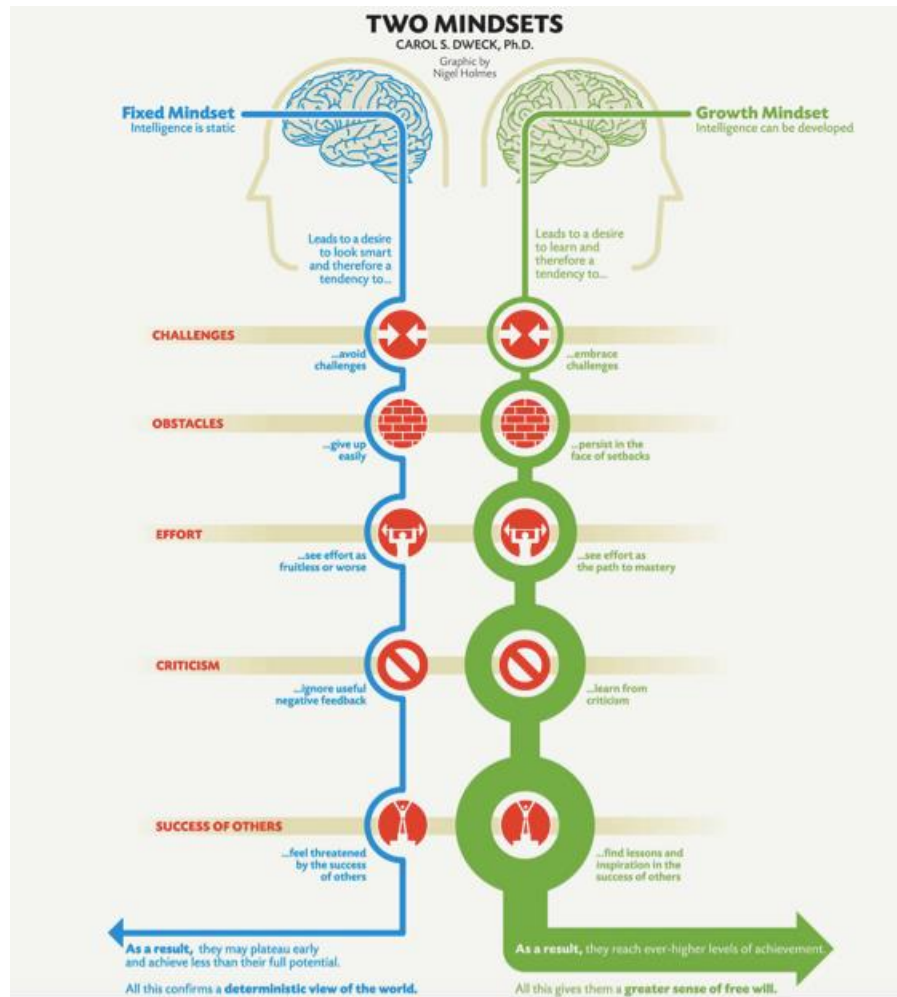 TWO MINDSETS
CAROL S. DWECK, Ph.D.
Graphic by
Nigel Holmes
Fixed Mindset
Intelligence is static
Growth Mindset
Intelligence can be developed
Leads to a desire
to look smart
and therefore a
tendency to...
Leads to a desire
to learn and
therefore a
tendency to...
CHALLENGES
...avoid
challenges
...embrace
challenges
OBSTACLES
...give up
easily
...persist in the
face of setbacks
EFFORT
...see effort as
fruitless or worse
...see effort as
the path to mastery
CRITICISM
...ignore useful
negative feedback
...learn from
criticism
SUCCESS OF OTHERS
...feel threatened
by the success
of others
...find lessons and
inspiration in the
success of others
As a result, they may plateau early
and achieve less than their full potential.
All this confirms a deterministic view of the world.
As a result, they reach ever-higher levels of achievement.
All this gives them a greater sense of free will.